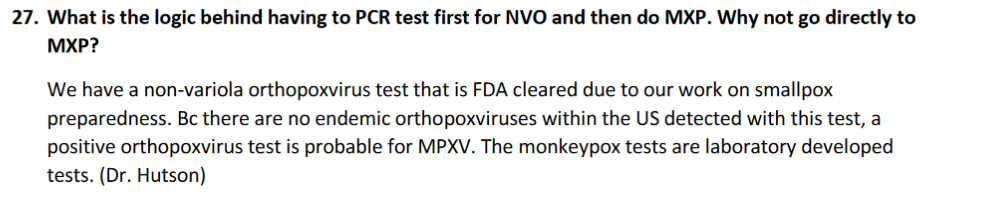 27. What is the logic behind having to PCR test first for NVO and then do MXP. Why not go directly to
MXP?
We have a non-variola orthopoxvirus test that is FDA cleared due to our work on smallpox
preparedness. Bc there are no endemic orthopoxviruses within the US detected with this test, a
positive orthopoxvirus test is probable for MPXV. The monkeypox tests are laboratory developed
tests. (Dr. Hutson)